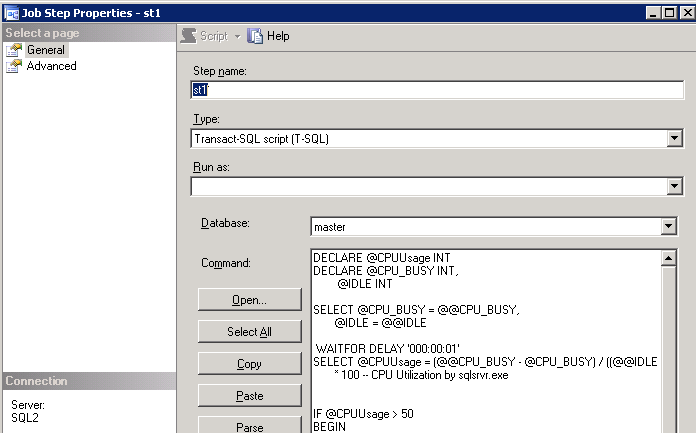 Job Step Properties - st1
Select a page
General
Advanced
Script
Help
Step name:
st1
Type:
Transact-SQL script (T-SQL)
Run as:
Database:
master
Command:
DECLARE @CPUUsage INT
DECLARE @CPU_BUSY INT,
@IDLE INT
SELECT @CPU_BUSY = @@CPU_BUSY,
@IDLE = @@IDLE
WAITFOR DELAY '000:00:01'
SELECT @CPUUsage = (@@CPU_BUSY - @CPU_BUSY) / ((@@IDLE
* 100 -- CPU Utilization by sqlsrvr.exe
IF @CPUUsage > 50
BEGIN
Open...
Select All
Copy
Paste
Parse
Connection
Server:
SQL2